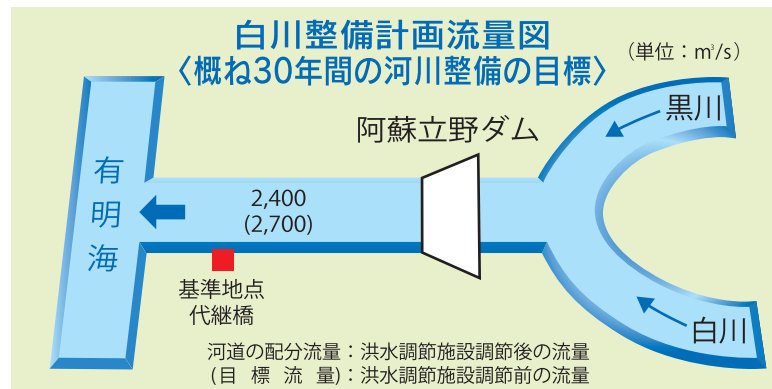 白川整備計画流量図
〈概ね30年間の河川整備の目標〉
(単位：m³/s)
黒川
阿蘇立野ダム
有明海
2,400
(2,700)
基準地点
代継橋
白川
河道の配分流量：洪水調節施設調節後の流量
(目標流量)：洪水調節施設調節前の流量